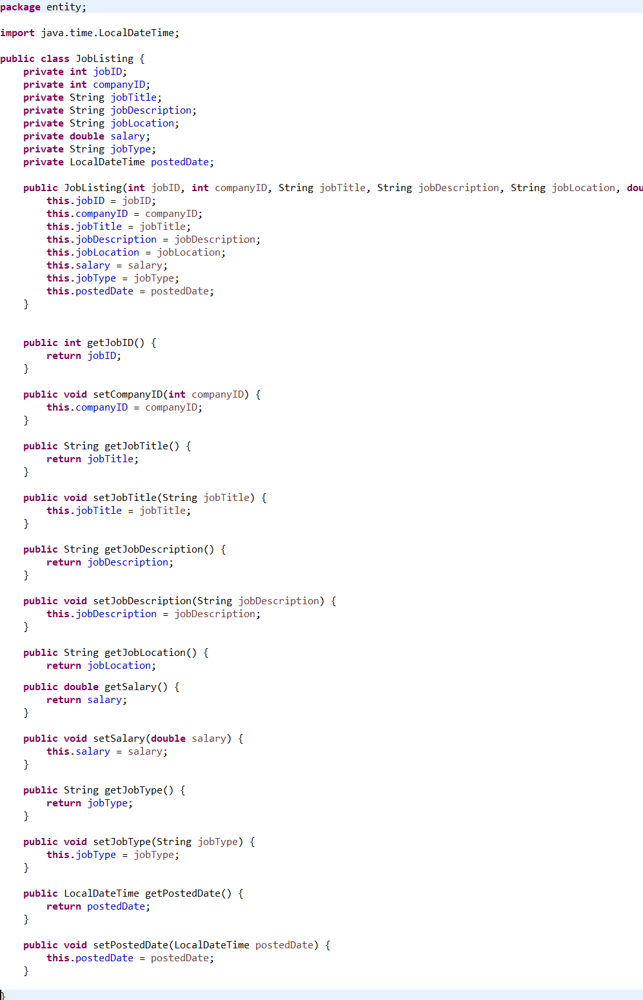 package entity;
import java.time.LocalDateTime;
public class JobListing {
private int jobID;
private int companyID;
private String jobTitle;
private String jobDescription;
private String jobLocation;
private double salary;
private String jobType;
private LocalDateTime postedDate;
public JobListing(int jobID, int companyID, String jobTitle, String jobDescription, String jobLocation, dou
this.jobID = jobID;
this.companyID = companyID;
this.jobTitle = jobTitle;
this.jobDescription = jobDescription;
this.jobLocation = jobLocation;
this.salary = salary;
this.jobType = jobType;
this.postedDate = postedDate;
}
public int getJobID() {
return jobID;
}
public void setCompanyID(int companyID) {
this.companyID = companyID;
}
public String getJobTitle() {
return jobTitle;
}
public void setJobTitle(String jobTitle) {
this.jobTitle = jobTitle;
}
public String getJobDescription() {
return jobDescription;
}
public void setJobDescription(String jobDescription) {
this.jobDescription = jobDescription;
}
public String getJobLocation() {
return jobLocation;
public double getSalary() {
return salary;
}
public void setSalary(double salary) {
this.salary = salary;
}
public String getJobType() {
return jobType;
}
public void setJobType(String jobType) {
this.jobType = jobType;
}
public LocalDateTime getPostedDate() {
return postedDate;
}
public void setPostedDate(LocalDateTime postedDate) {
this.postedDate = postedDate;
}
}